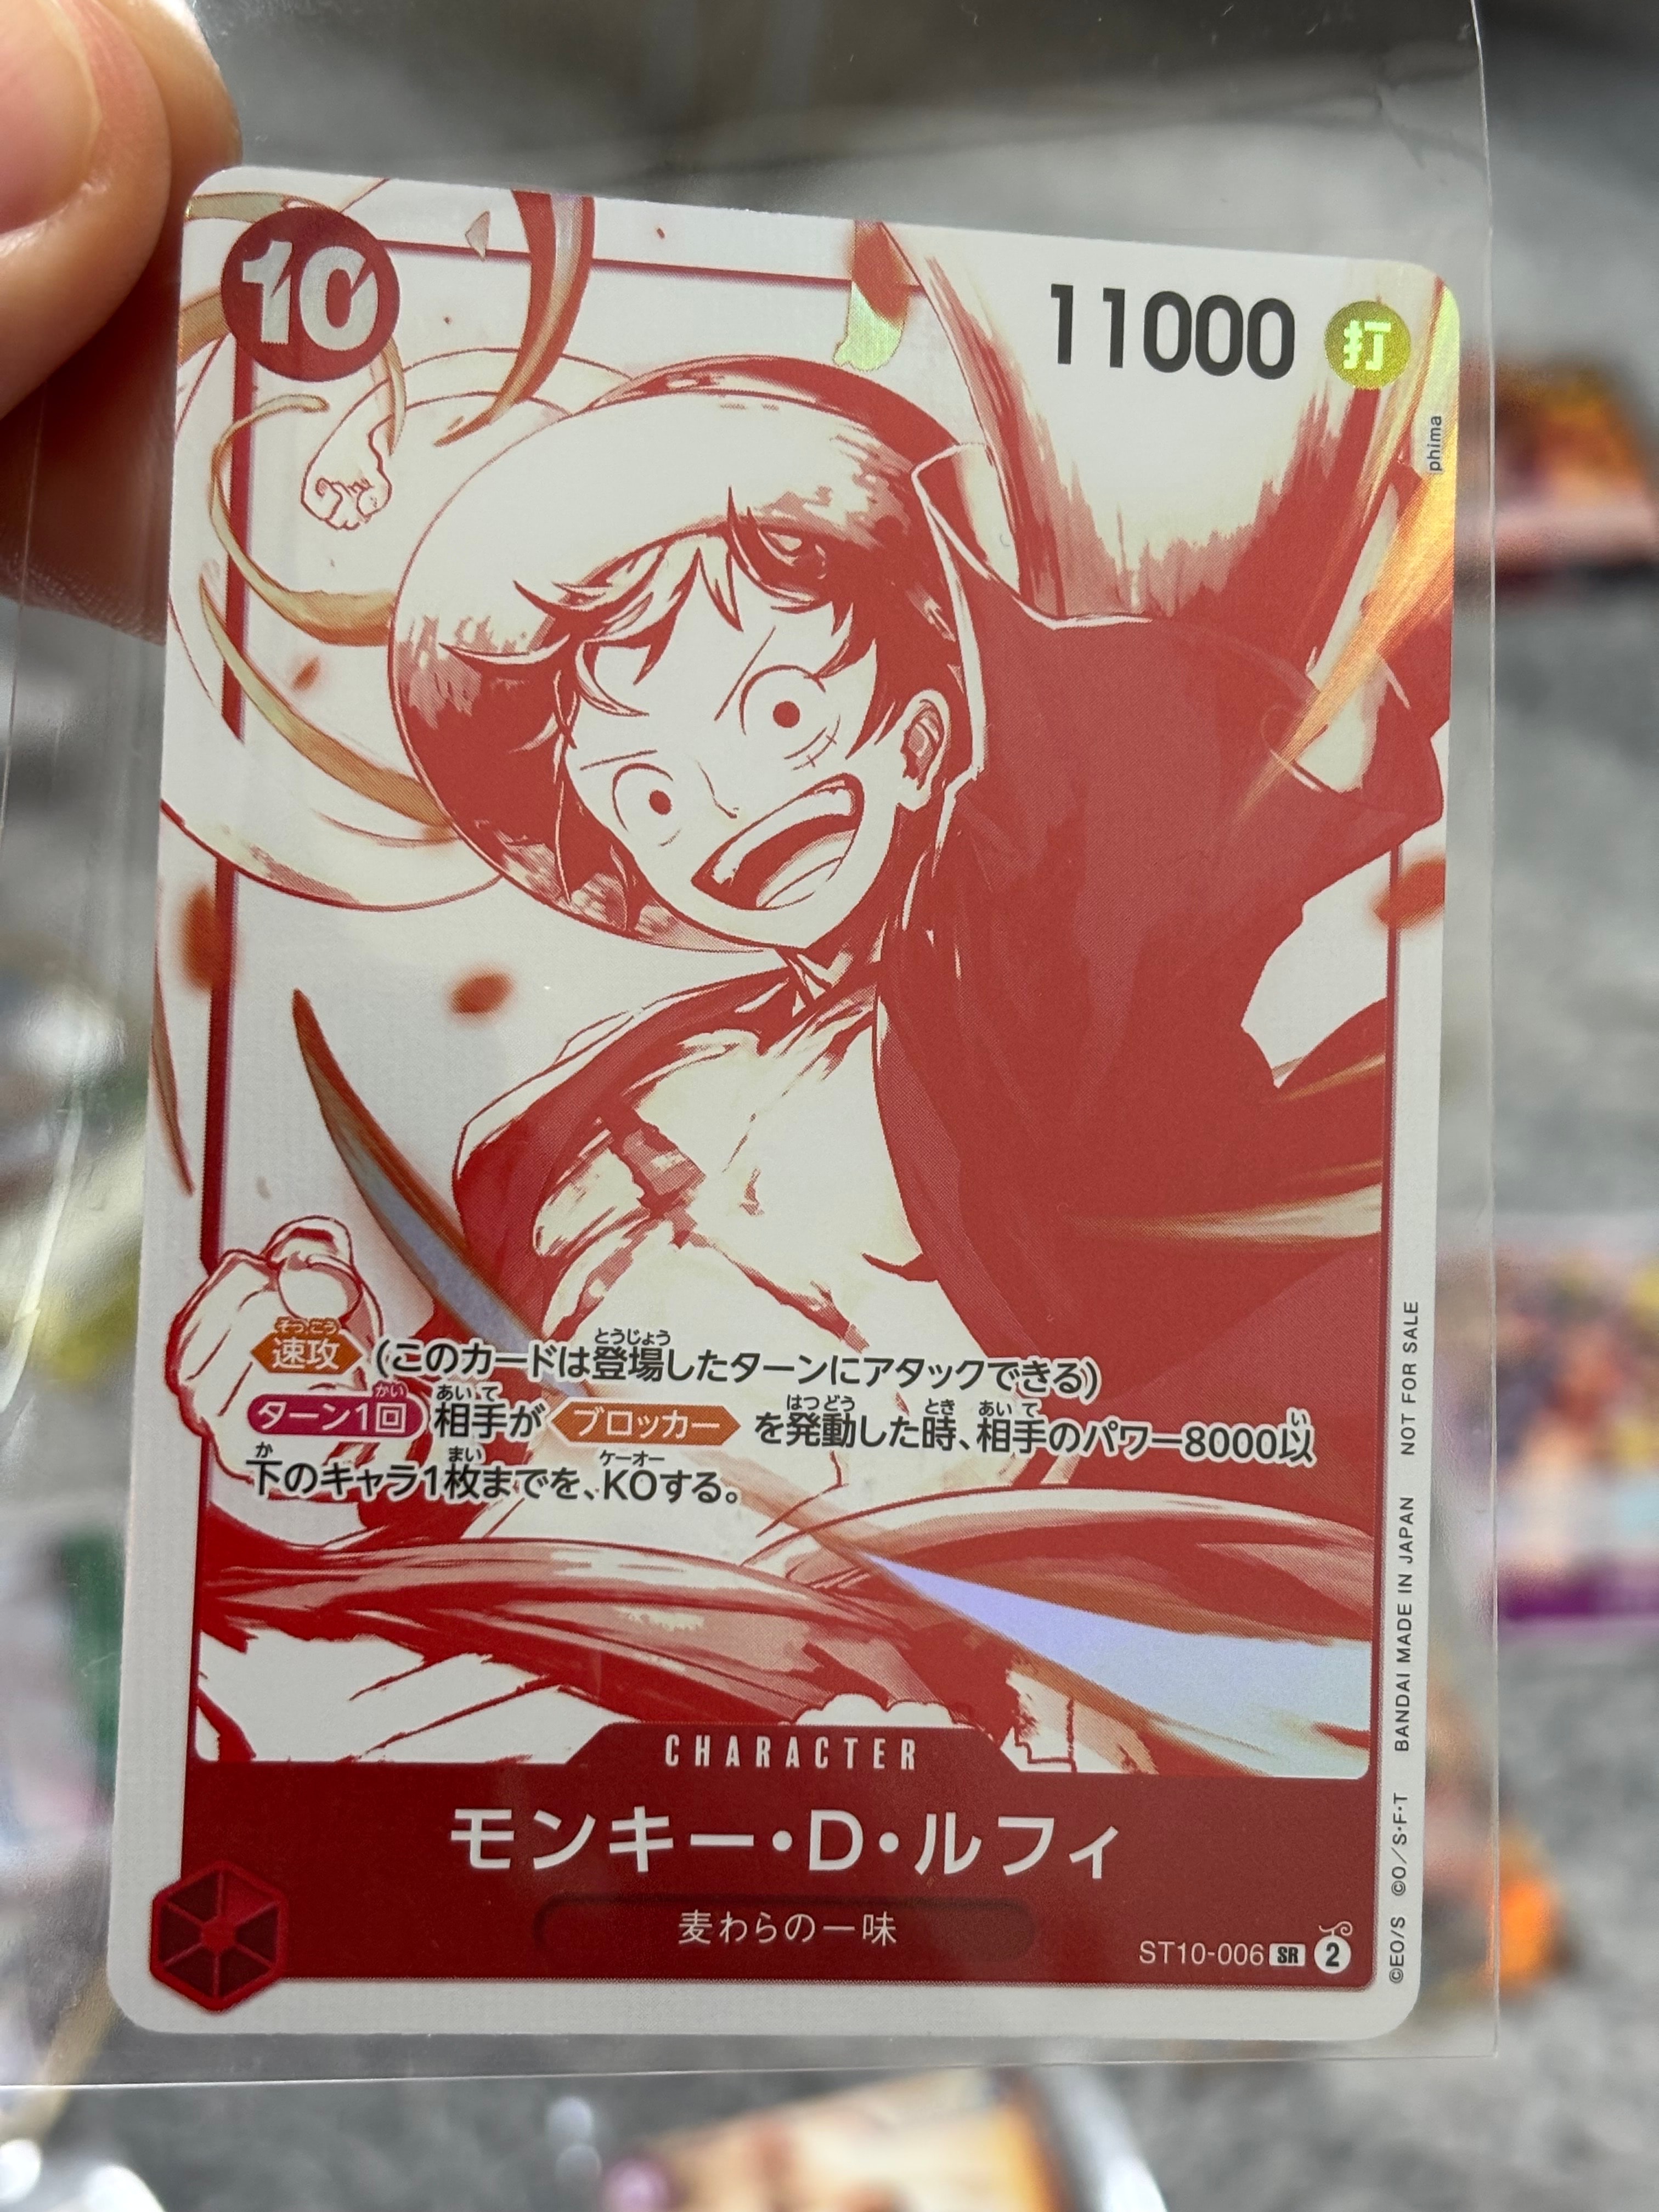 10
11000 打
phima
速攻 (このカードは登場したターンにアタックできる)
ターン1回 相手が ブロッカー を発動した時、相手のパワー8000以
下のキャラ1枚までを、KOする。
CHARACTER
モンキー・D・ルフィ
麦わらの一味
ST10-006 SR 2
©EO/S ©O/S・F・T BANDAI MADE IN JAPAN NOT FOR SALE